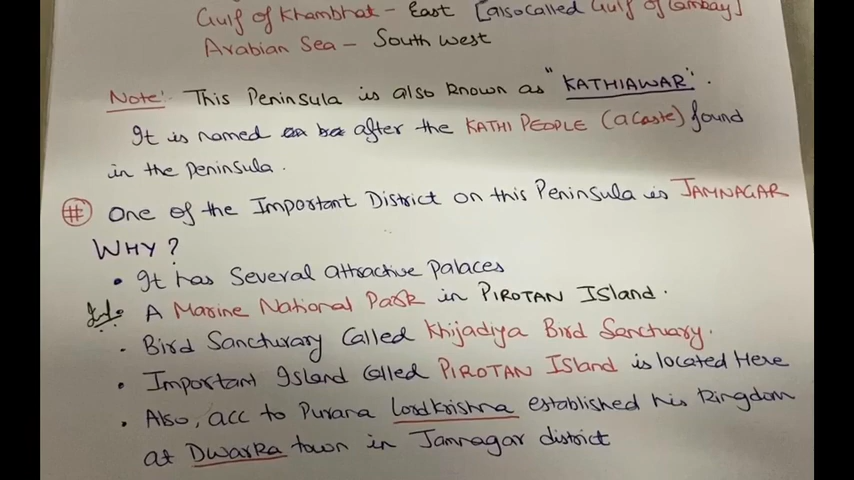 Gulf of Khambhat - East [also called Gulf of Cambay]
Arabian Sea - South west
Note:- This Peninsula is also known as "KATHIAWAR".
It is named after the KATHI PEOPLE (a caste) found
in the Peninsula.
# One of the Important District on this Peninsula is JAMNAGAR
WHY?
• It has Several attractive Palaces
A Marine National Park in PIROTAN Island.
• Bird Sancturary Called Khijadiya Bird Sanctuary.
• Important Island Called PIROTAN ISLAND is located Here
• Also, acc to Purana Lord Krishna established his kingdom
at Dwarka town in Jamnagar district